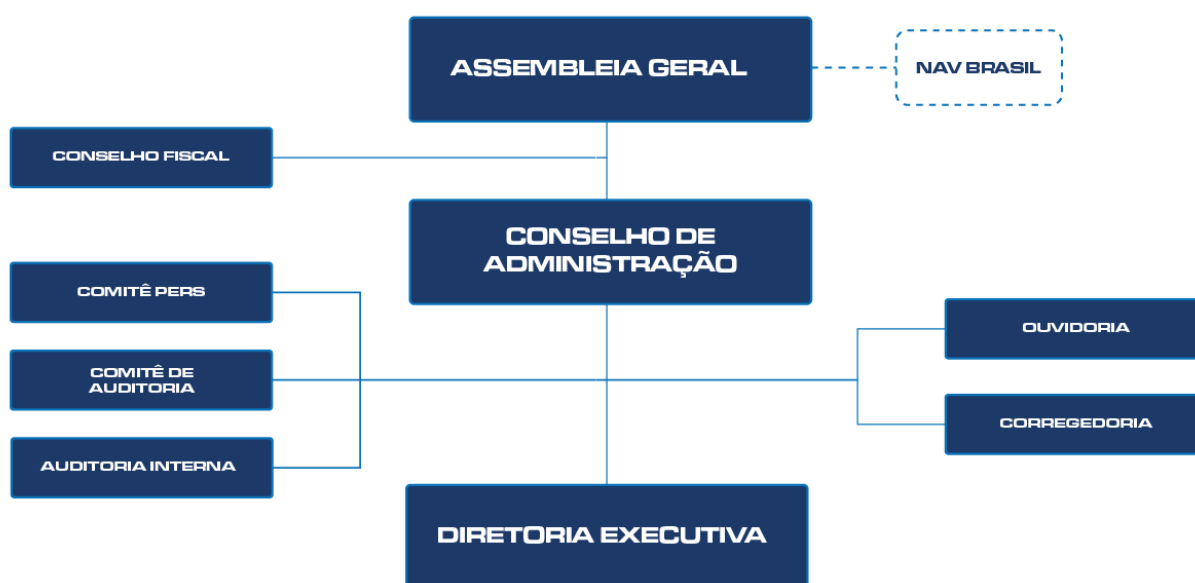 ASSEMBLEIA GERAL
NAV BRASIL
CONSELHO FISCAL
CONSELHO DE
ADMINISTRAÇÃO
COMITÊ PERS
OUVIDORIA
COMITÊ DE
AUDITORIA
CORREGEDORIA
AUDITORIA INTERNA
DIRETORIA EXECUTIVA